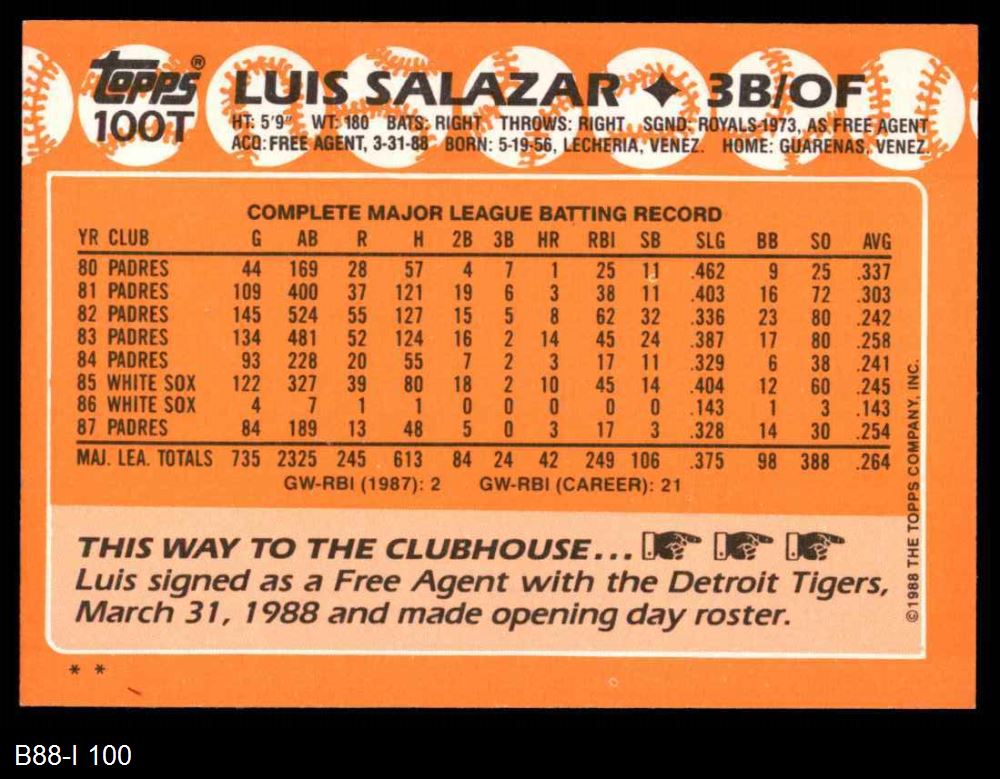 topps® LUIS SALAZAR ✦ 3B/OF
100T HT: 5'9" WT: 180 BATS: RIGHT THROWS: RIGHT SGND: ROYALS-1973, AS FREE AGENT
ACQ: FREE AGENT, 3-31-88 BORN: 5-19-56, LECHERIA, VENEZ. HOME: GUARENAS, VENEZ.
COMPLETE MAJOR LEAGUE BATTING RECORD
YR CLUB G AB R H 2B 3B HR RBI SB SLG BB SO AVG
80 PADRES 44 169 28 57 4 7 1 25 11 .462 9 25 .337
81 PADRES 109 400 37 121 19 6 3 38 11 .403 16 72 .303
82 PADRES 145 524 55 127 15 5 8 62 32 .336 23 80 .242
83 PADRES 134 481 52 124 16 2 14 45 24 .387 17 80 .258
84 PADRES 93 228 20 55 7 2 3 17 11 .329 6 38 .241
85 WHITE SOX 122 327 39 80 18 2 10 45 14 .404 12 60 .245
86 WHITE SOX 4 7 1 1 0 0 0 0 0 .143 1 3 .143
87 PADRES 84 189 13 48 5 0 3 17 3 .328 14 30 .254
MAJ. LEA. TOTALS 735 2325 245 613 84 24 42 249 106 .375 98 388 .264
GW-RBI (1987): 2 GW-RBI (CAREER): 21
THIS WAY TO THE CLUBHOUSE...
Luis signed as a Free Agent with the Detroit Tigers,
March 31, 1988 and made opening day roster.
©1988 THE TOPPS COMPANY, INC.
* *
B88-I 100